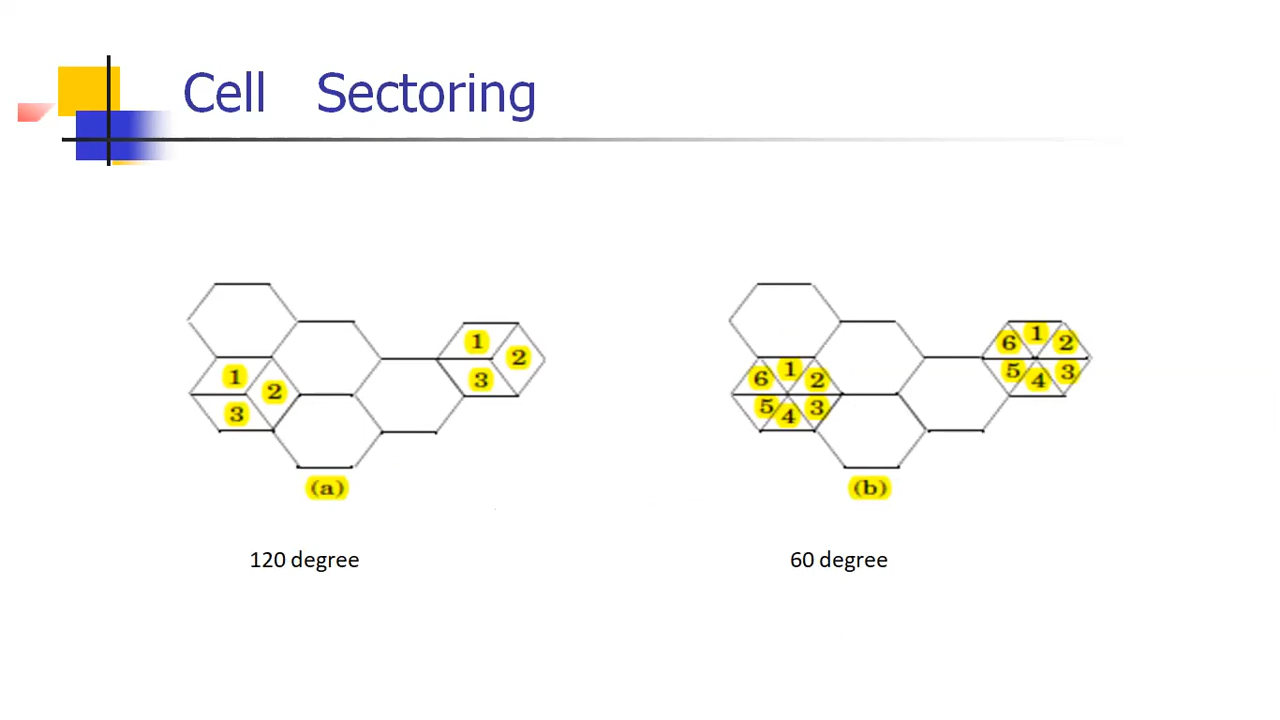 Cell Sectoring
1
2
3
1
2
3
(a)
120 degree
6 1 2
5 4 3
6 1 2
5 4 3
(b)
60 degree